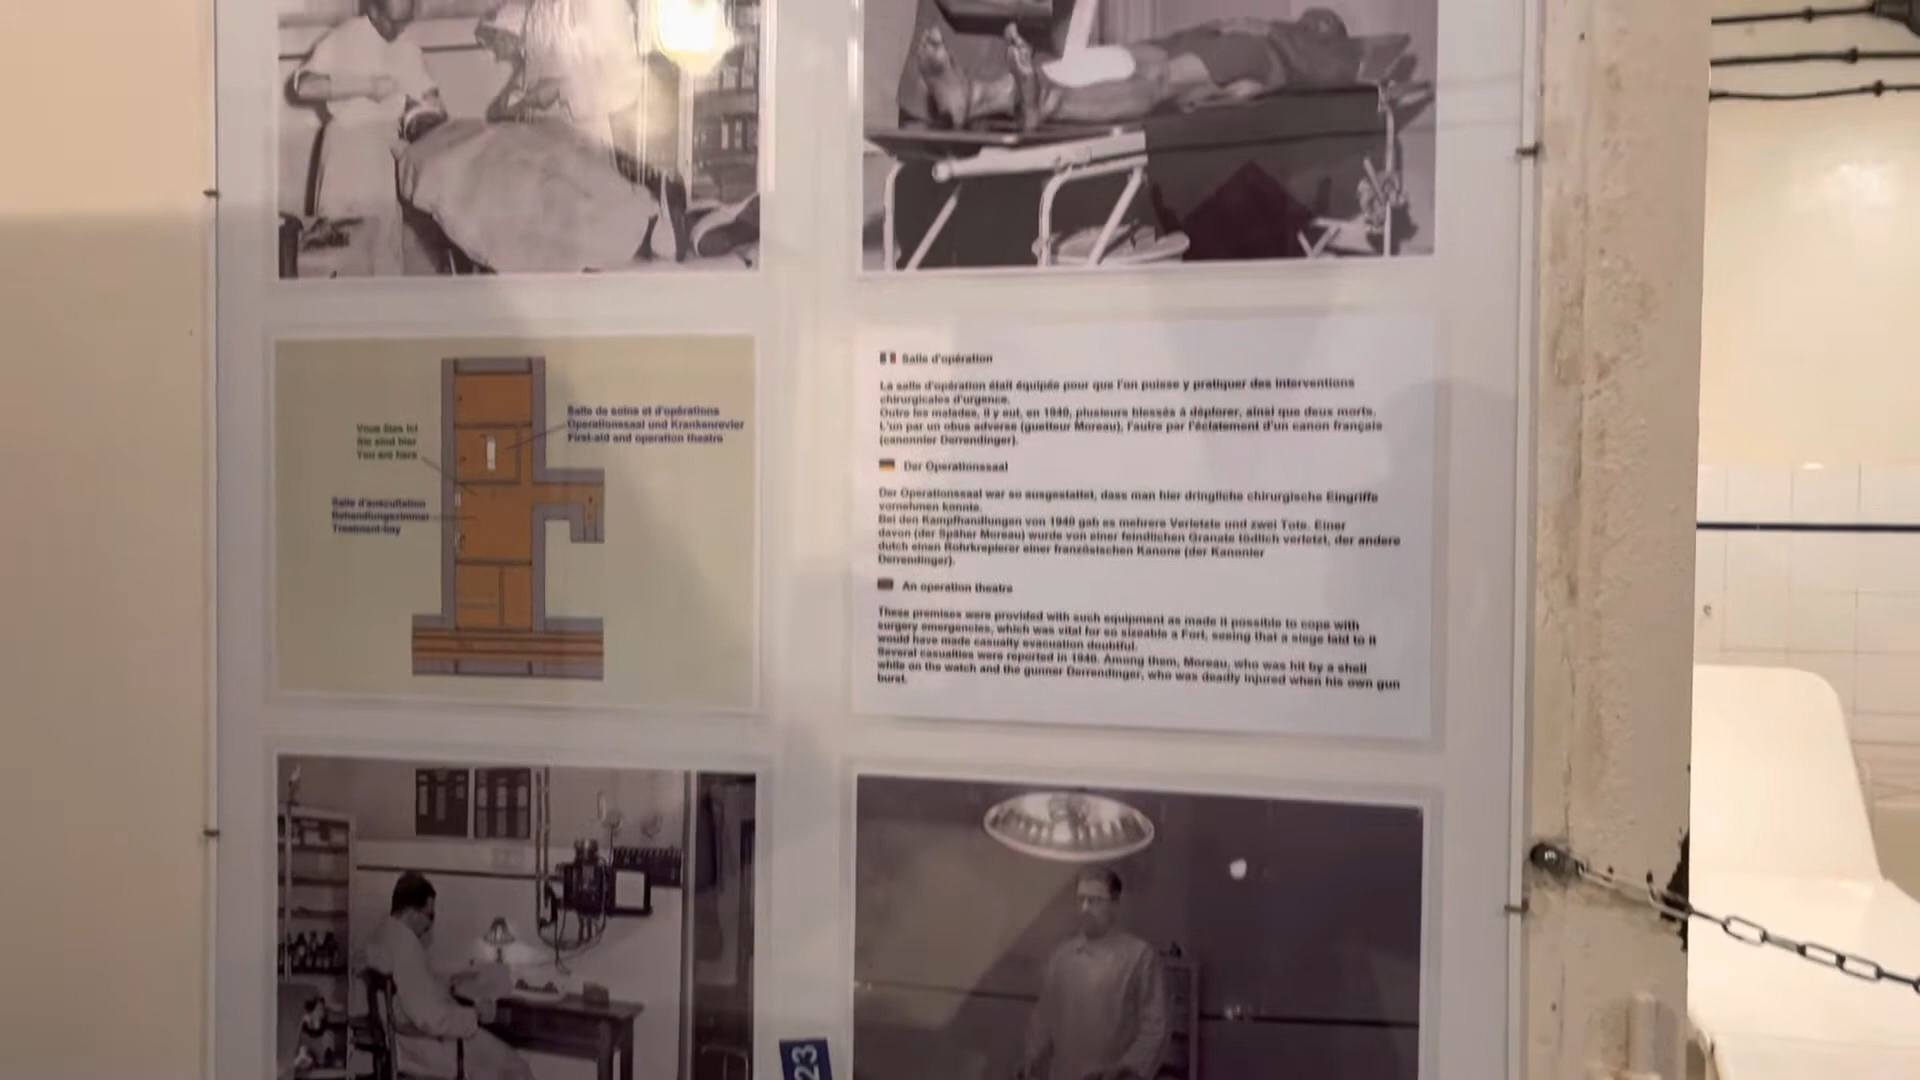 Salle de soins et d'opérations
Operationssaal und Krankenrevier
First-aid and operation theatre
Vous êtes ici
Sie sind hier
You are here
Salle d'auscultation
Behandlungszimmer
Treatment-bay
Salle d'opération
La salle d'opération était équipée pour que l'on puisse y pratiquer des interventions
chirurgicales d'urgence.
Outre les malades, il y eut, en 1940, plusieurs blessés à déplorer, ainsi que deux morts.
L'un par un obus adverse (guetteur Moreau), l'autre par l'éclatement d'un canon français
(canonnier Derrendinger).
Der Operationssaal
Der Operationssaal war so ausgestattet, dass man hier dringliche chirurgische Eingriffe
vornehmen konnte.
Bei den Kampfhandlungen von 1940 gab es mehrere Verletzte und zwei Tote. Einer
davon (der Späher Moreau) wurde von einer feindlichen Granate tödlich verletzt, der andere
dutch einen Rohrkrepierer einer französischen Kanone (der Kanonier
Derrendinger).
An operation theatre
These premises were provided with such equipment as made it possible to cope with
surgery emergencies, which was vital for so sizeable a Fort, seeing that a siege laid to it
would have made casualty evacuation doubtful.
Several casualties were reported in 1940. Among them, Moreau, who was hit by a shell
while on the watch and the gunner Derrendinger, who was deadly injured when his own gun
burst.
23